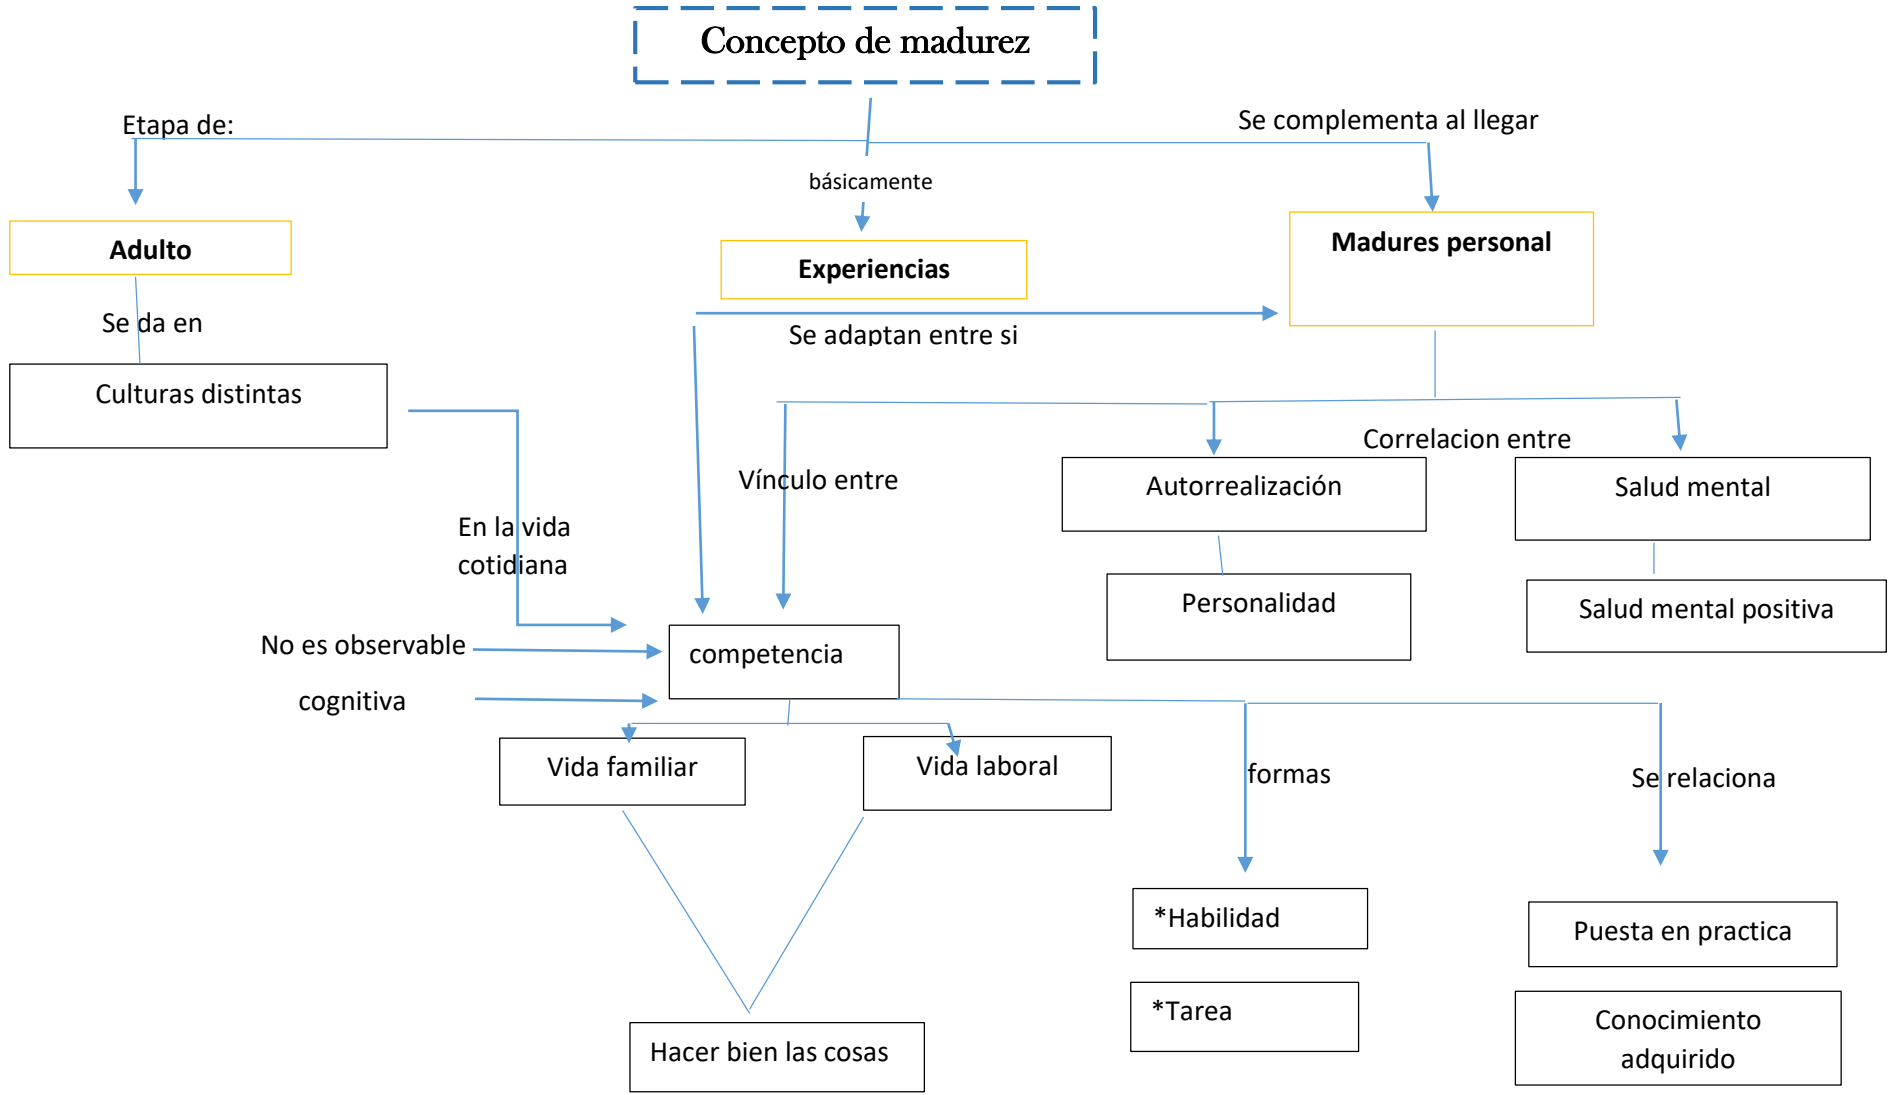 Concepto de madurez
Etapa de:
Se complementa al llegar
básicamente
Adulto
Experiencias
Madures personal
Se da en
Se adaptan entre si
Culturas distintas
Correlacion entre
Vínculo entre
Autorrealización
Salud mental
En la vida
cotidiana
Personalidad
Salud mental positiva
No es observable
competencia
cognitiva
Vida familiar
Vida laboral
formas
Se relaciona
*Habilidad
Puesta en practica
*Tarea
Conocimiento
adquirido
Hacer bien las cosas